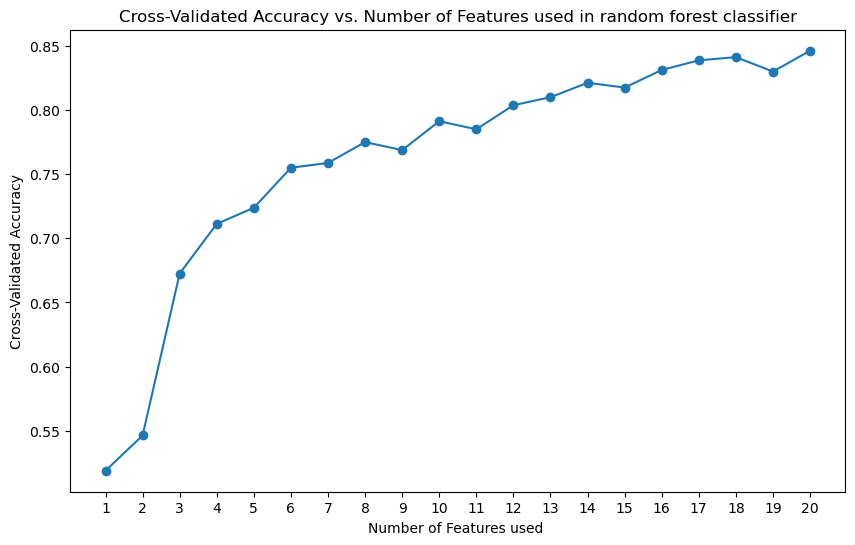 Cross-Validated Accuracy vs. Number of Features used in random forest classifier
Cross-Validated Accuracy
0.85
0.80
0.75
0.70
0.65
0.60
0.55
1 2 3 4 5 6 7 8 9 10 11 12 13 14 15 16 17 18 19 20
Number of Features used